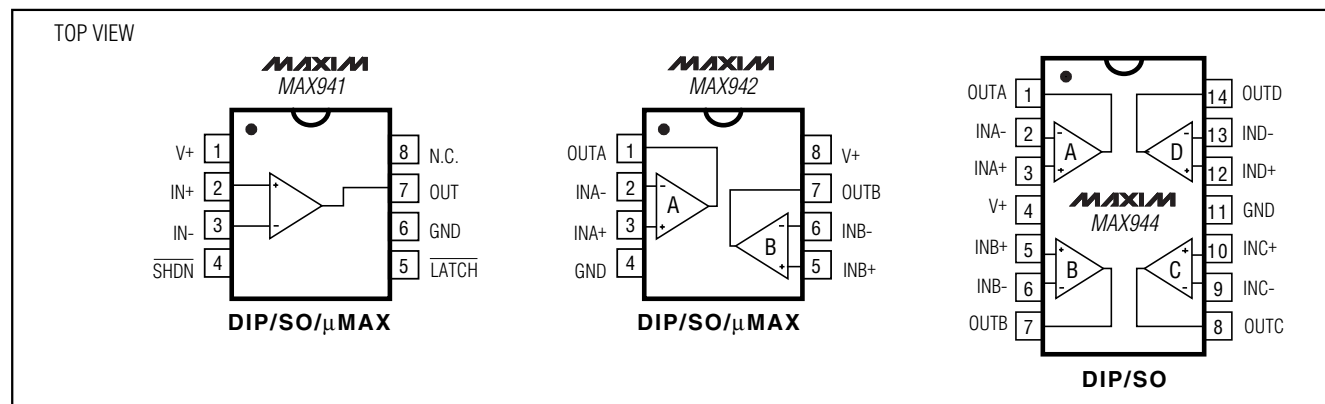 TOP VIEW
MAXIM
MAX941
V+ 1
IN+ 2
IN- 3
SHDN 4
8 N.C.
7 OUT
6 GND
5 LATCH
+
-
DIP/SO/μMAX
MAXIM
MAX942
OUTA 1
INA- 2
INA+ 3
GND 4
8 V+
7 OUTB
6 INB-
5 INB+
- A +
- B +
DIP/SO/μMAX
OUTA 1
INA- 2
INA+ 3
V+ 4
INB+ 5
INB- 6
OUTB 7
14 OUTD
13 IND-
12 IND+
11 GND
10 INC+
9 INC-
8 OUTC
- A +
- D +
MAXIM
MAX944
+ B -
+ C -
DIP/SO